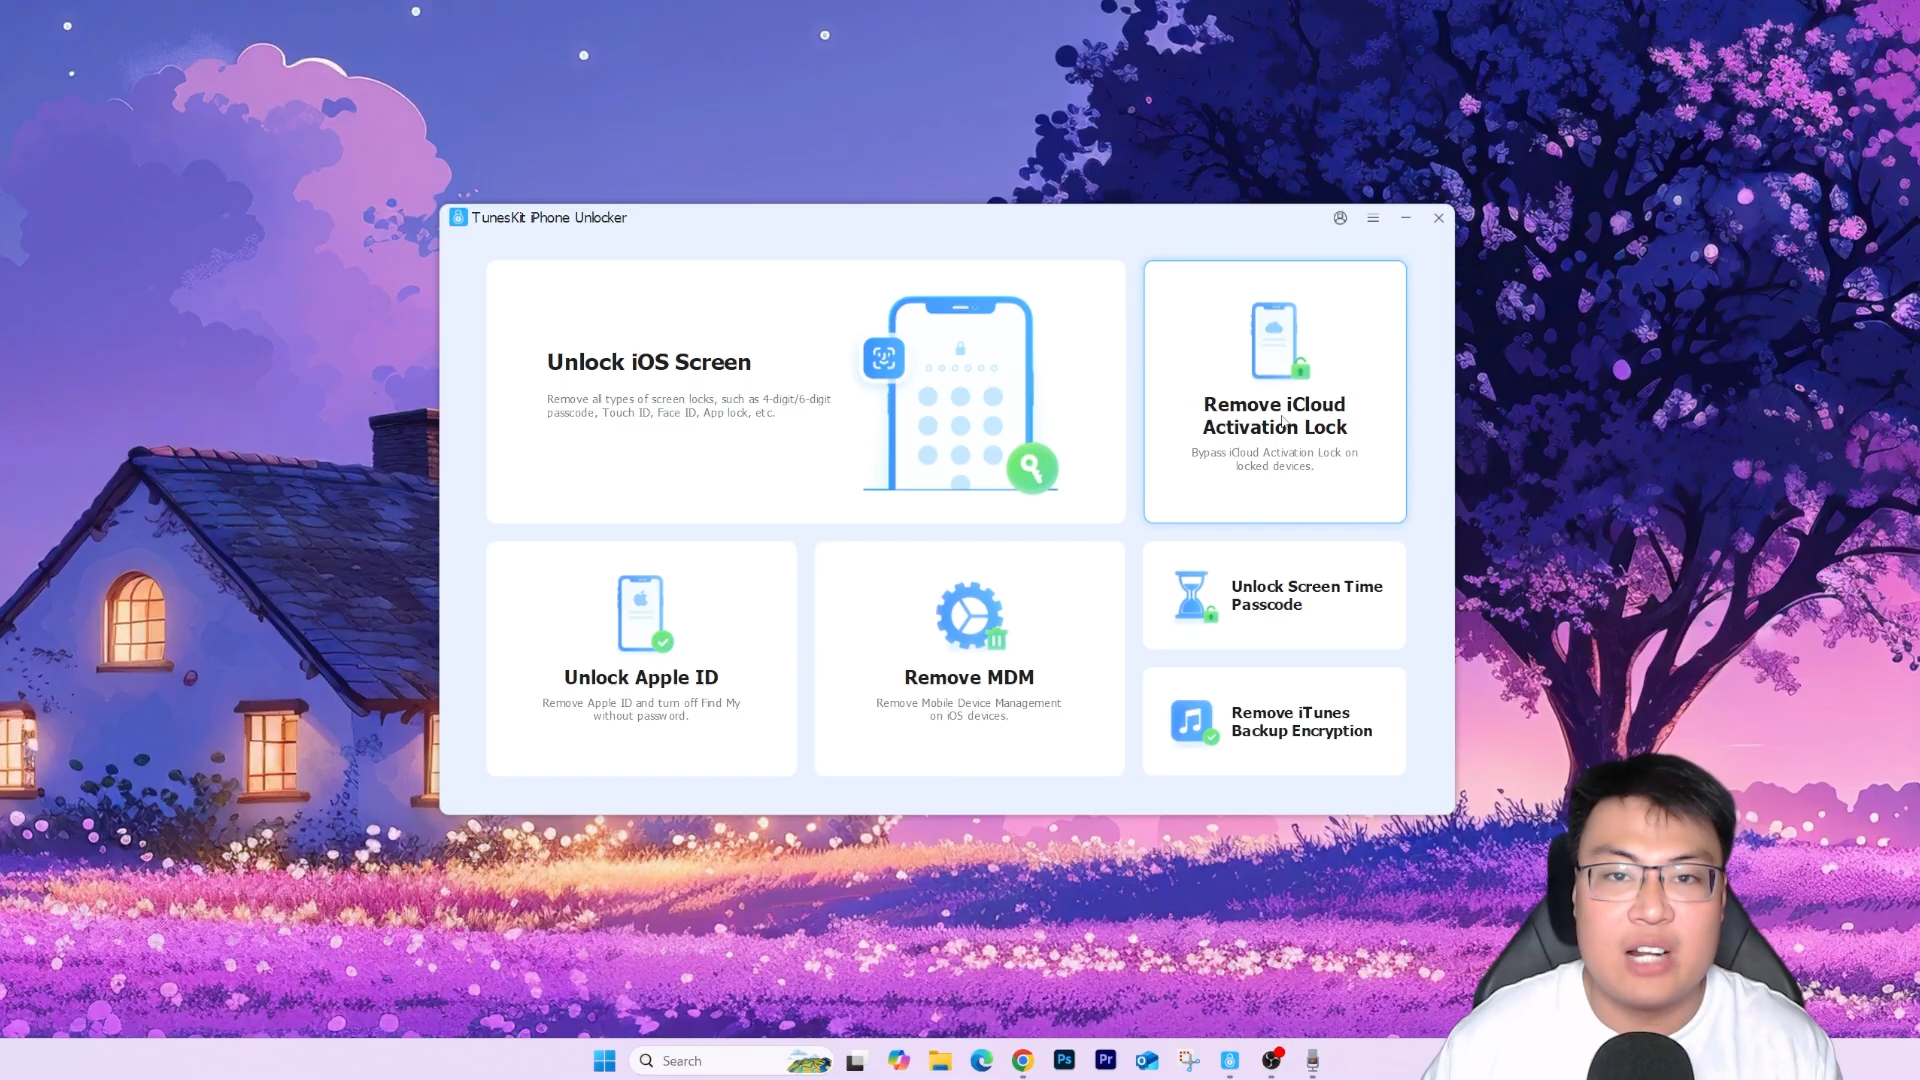 TunesKit iPhone Unlocker
Unlock iOS Screen
Remove all types of screen locks, such as 4-digit/6-digit
passcode, Touch ID, Face ID, App lock, etc.
Remove iCloud
Activation Lock
Bypass iCloud Activation Lock on
locked devices.
Unlock Apple ID
Remove Apple ID and turn off Find My
without password.
Remove MDM
Remove Mobile Device Management
on iOS devices.
Unlock Screen Time
Passcode
Remove iTunes
Backup Encryption
Search
Ps
Pr